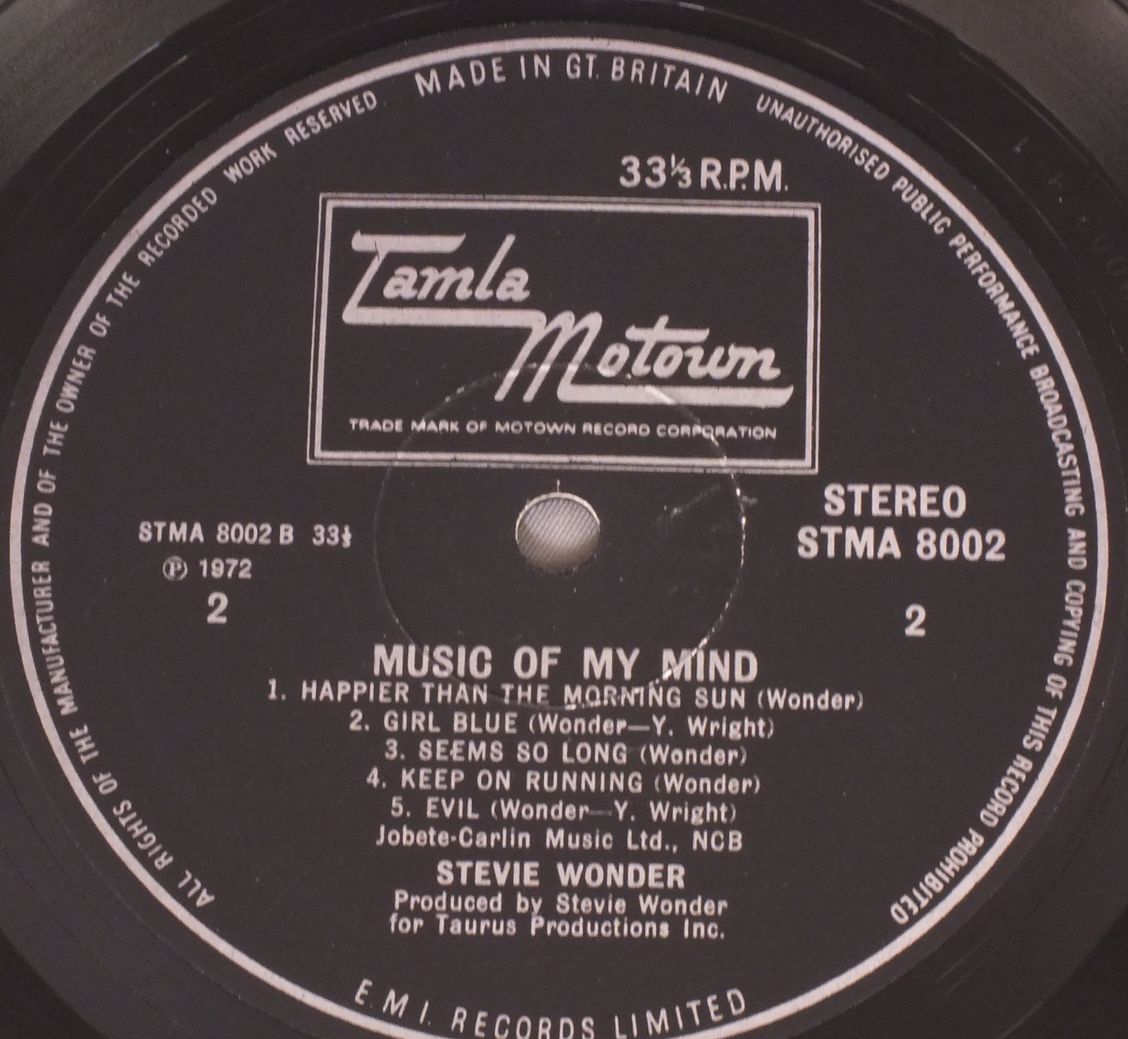 MADE IN GT. BRITAIN
UNAUTHORISED PUBLIC PERFORMANCE BROADCASTING AND COPYING OF THIS RECORD PROHIBITED
ALL RIGHTS OF THE MANUFACTURER AND OF THE OWNER OF THE RECORDED WORK RESERVED
33⅓ R.P.M.
Tamla
Motown
TRADE MARK OF MOTOWN RECORD CORPORATION
STEREO
STMA 8002
STMA 8002 B 33⅓
℗ 1972
2
2
MUSIC OF MY MIND
1. HAPPIER THAN THE MORNING SUN (Wonder)
2. GIRL BLUE (Wonder—Y. Wright)
3. SEEMS SO LONG (Wonder)
4. KEEP ON RUNNING (Wonder)
5. EVIL (Wonder—Y. Wright)
Jobete-Carlin Music Ltd., NCB
STEVIE WONDER
Produced by Stevie Wonder
for Taurus Productions Inc.
E.M.I. RECORDS LIMITED